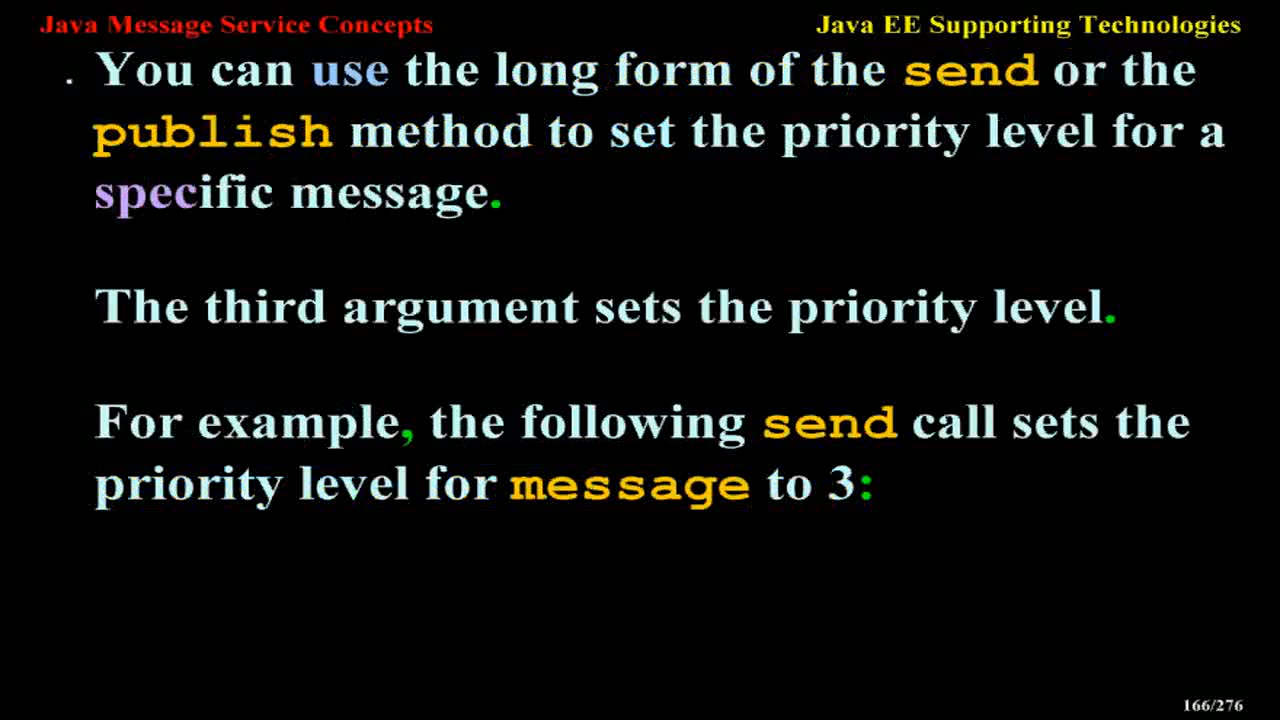 Java Message Service Concepts
Java EE Supporting Technologies
. You can use the long form of the send or the
publish method to set the priority level for a
specific message.
The third argument sets the priority level.
For example, the following send call sets the
priority level for message to 3:
166/276